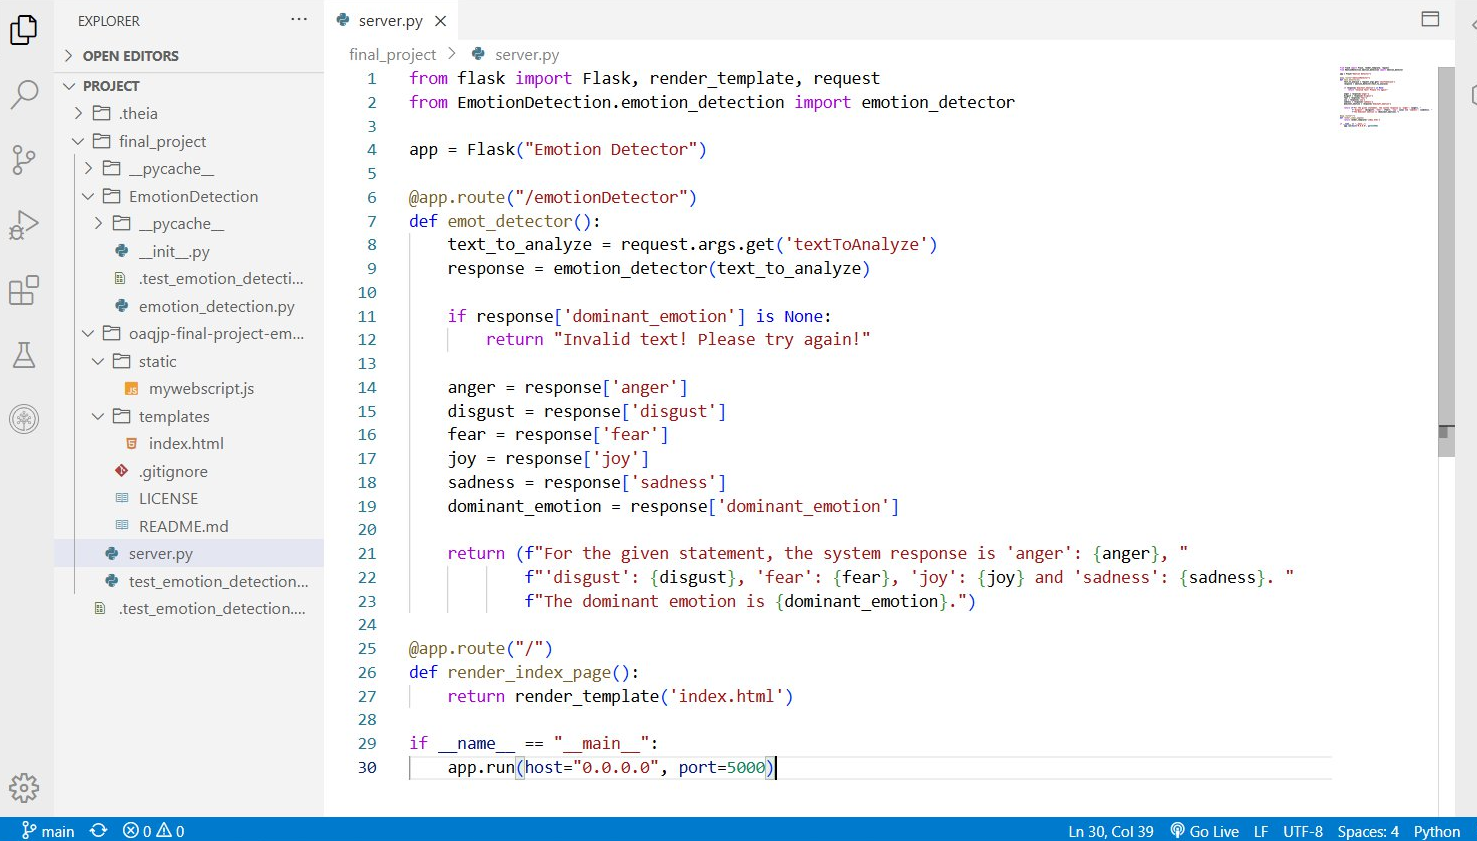 EXPLORER
OPEN EDITORS
PROJECT
.theia
final_project
__pycache__
EmotionDetection
__pycache__
__init__.py
.test_emotion_detecti...
emotion_detection.py
oaqjp-final-project-em...
static
JS mywebscript.js
templates
index.html
.gitignore
LICENSE
README.md
server.py
test_emotion_detection...
.test_emotion_detection....
server.py
final_project > server.py
1 from flask import Flask, render_template, request
2 from EmotionDetection.emotion_detection import emotion_detector
3
4 app = Flask("Emotion Detector")
5
6 @app.route("/emotionDetector")
7 def emot_detector():
8     text_to_analyze = request.args.get('textToAnalyze')
9     response = emotion_detector(text_to_analyze)
10
11     if response['dominant_emotion'] is None:
12         return "Invalid text! Please try again!"
13
14     anger = response['anger']
15     disgust = response['disgust']
16     fear = response['fear']
17     joy = response['joy']
18     sadness = response['sadness']
19     dominant_emotion = response['dominant_emotion']
20
21     return (f"For the given statement, the system response is 'anger': {anger}, "
22             f"'disgust': {disgust}, 'fear': {fear}, 'joy': {joy} and 'sadness': {sadness}. "
23             f"The dominant emotion is {dominant_emotion}.")
24
25 @app.route("/")
26 def render_index_page():
27     return render_template('index.html')
28
29 if __name__ == "__main__":
30     app.run(host="0.0.0.0", port=5000)
main 0 0 Ln 30, Col 39 Go Live LF UTF-8 Spaces: 4 Python